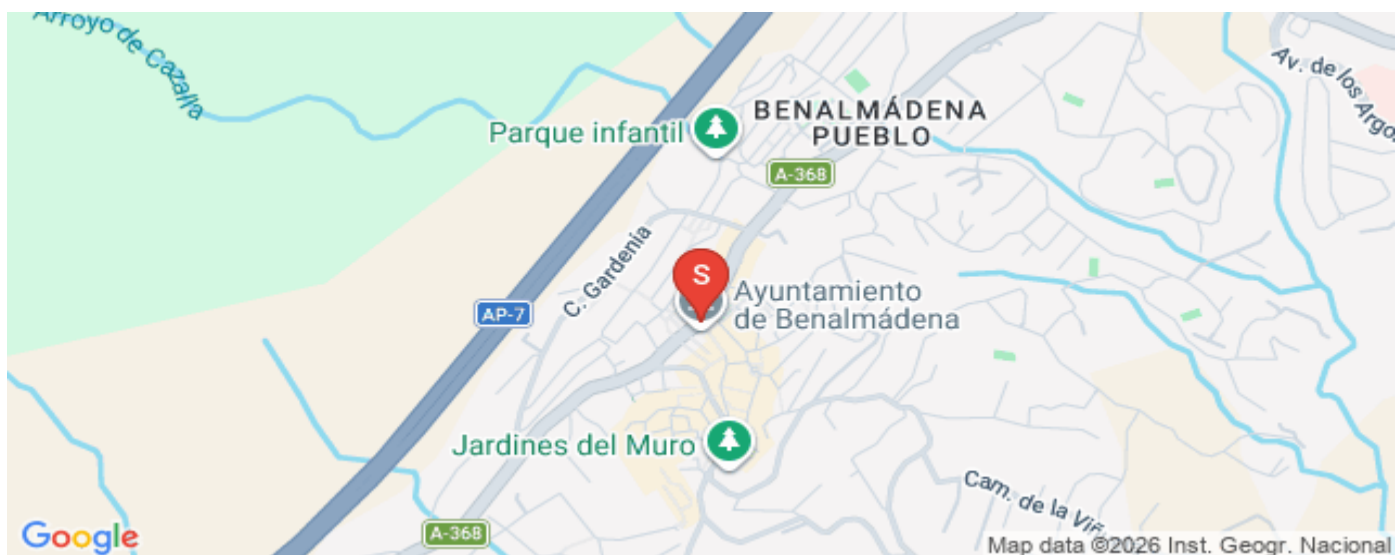 Arroyo de Cazalla
Av. de los Argo
BENALMÁDENA
PUEBLO
Parque infantil
A-368
C. Gardenia
S
Ayuntamiento
de Benalmádena
AP-7
Jardines del Muro
Cam. de la Viñ
A-368
Google
Map data ©2026 Inst. Geogr. Nacional